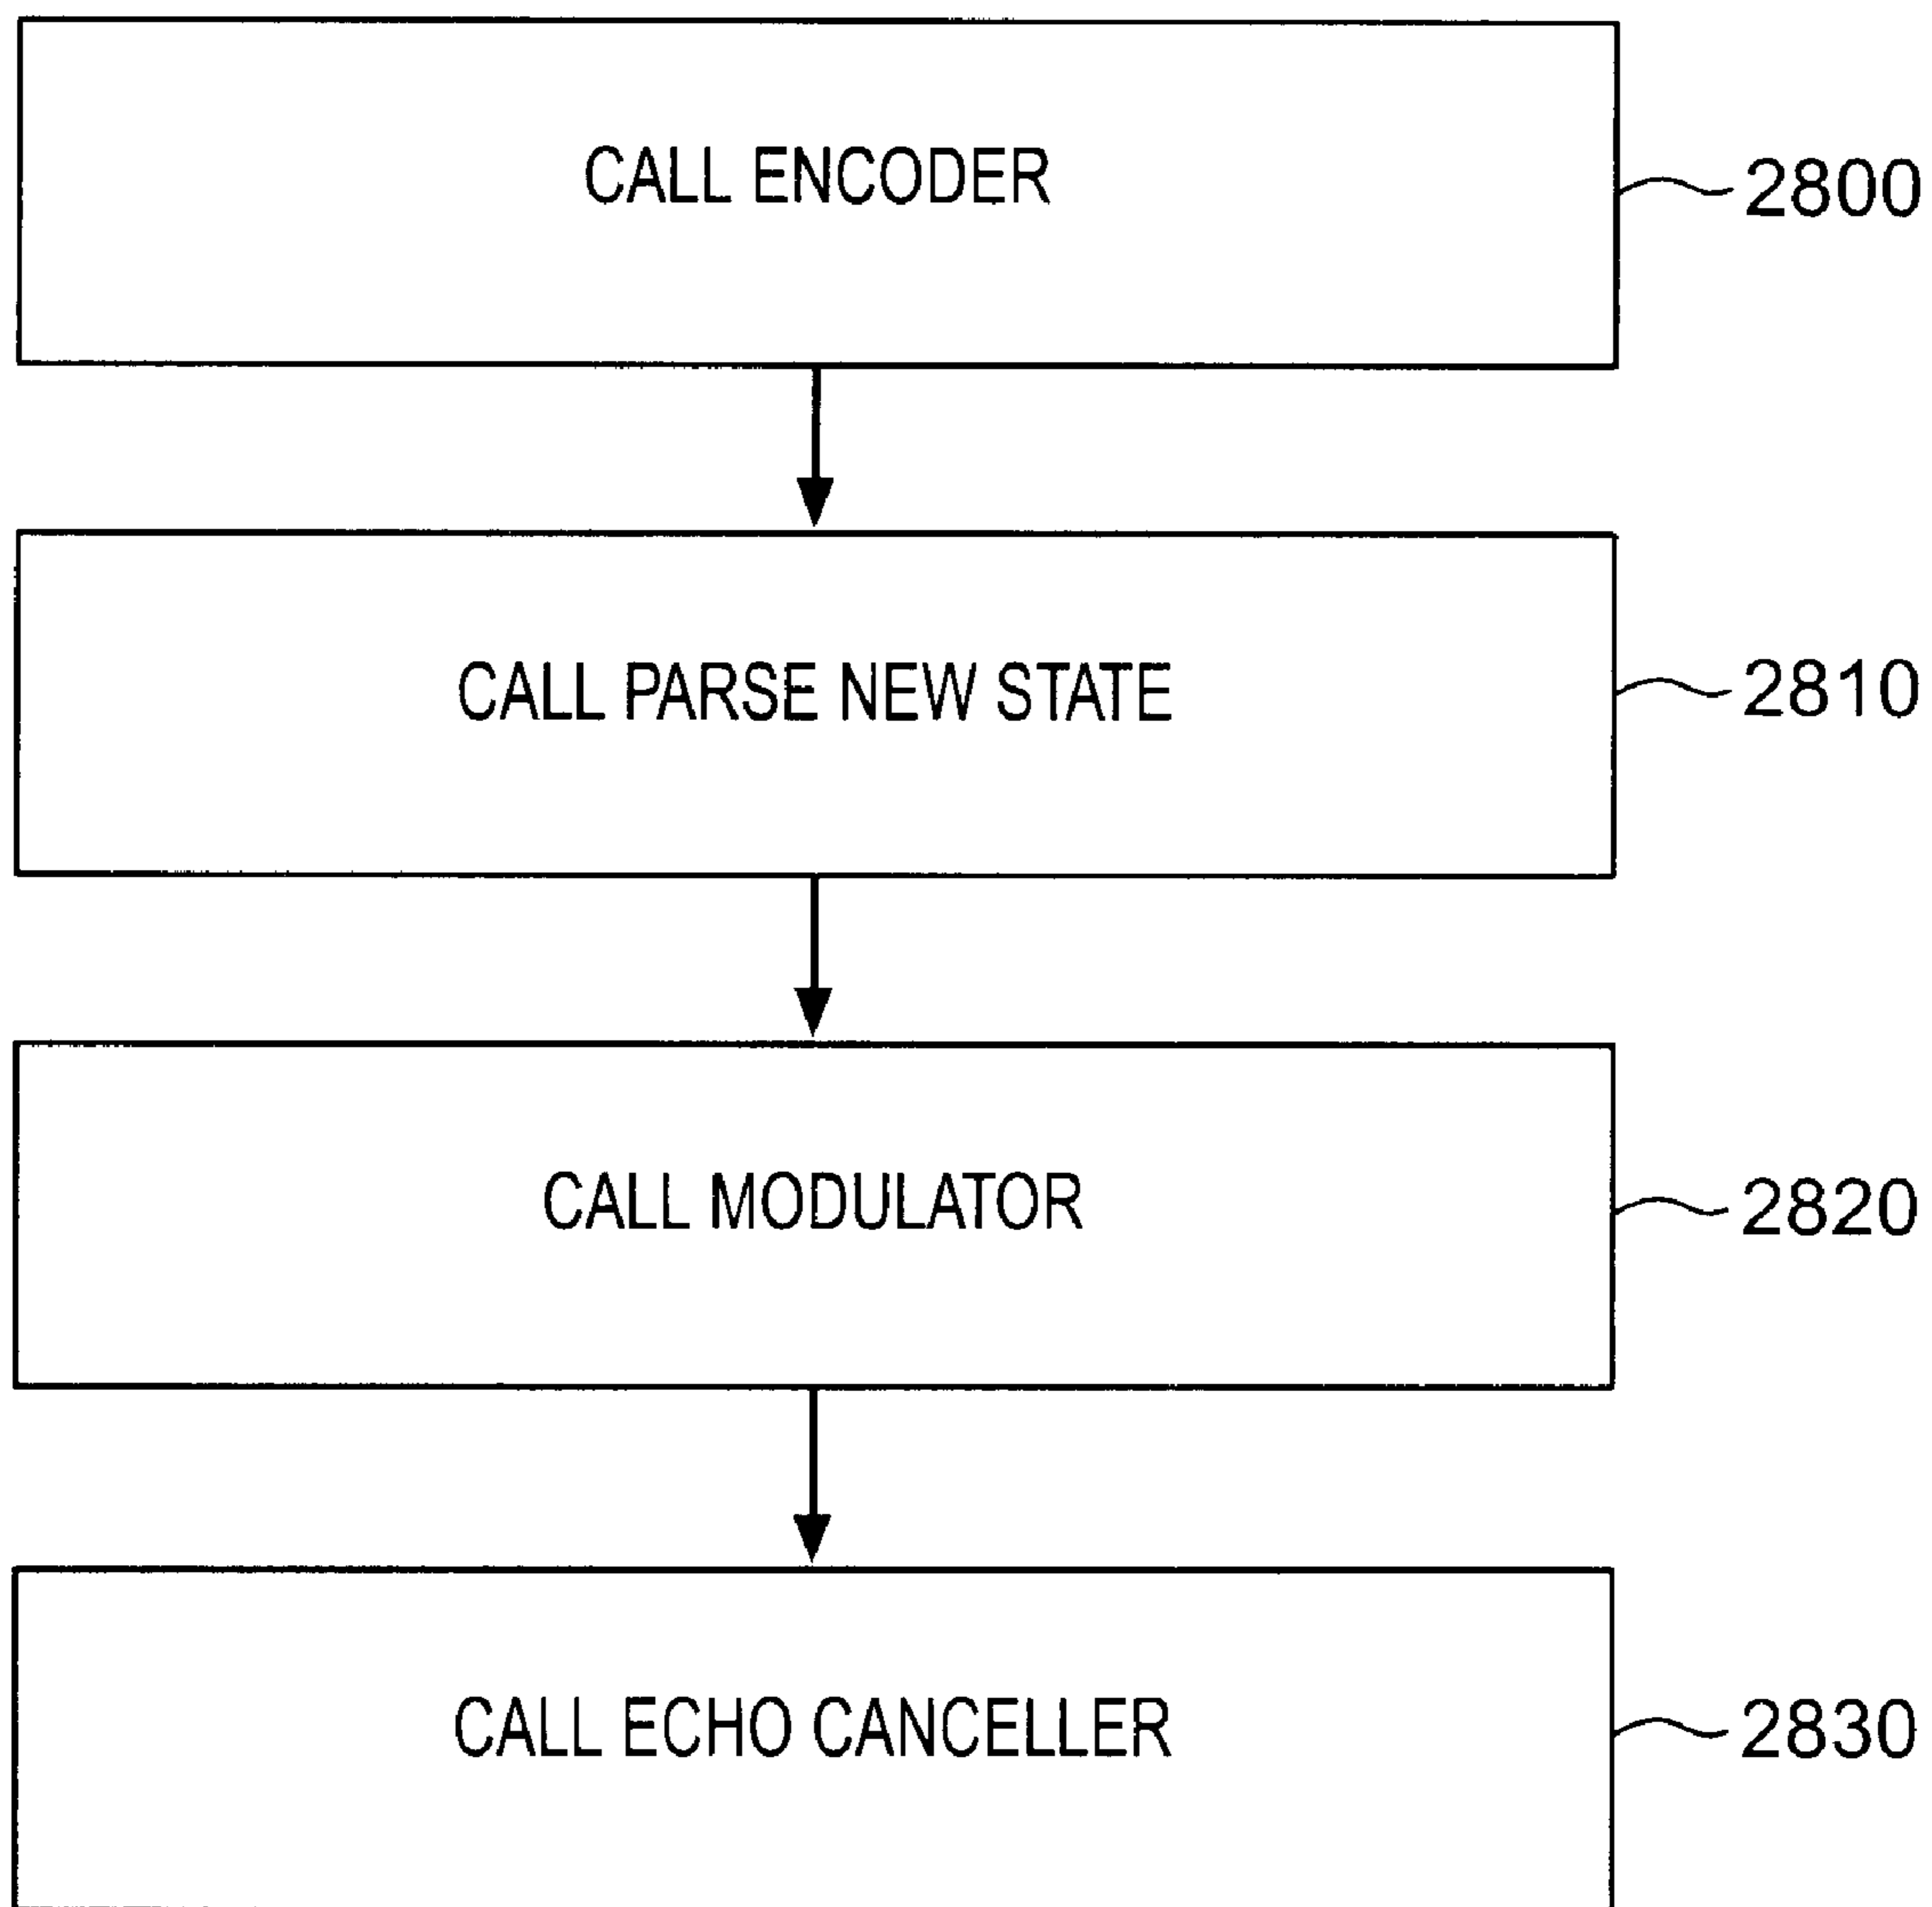 CALL ENCODER
2800
CALL PARSE NEW STATE
2810
CALL MODULATOR
2820
CALL ECHO CANCELLER
2830